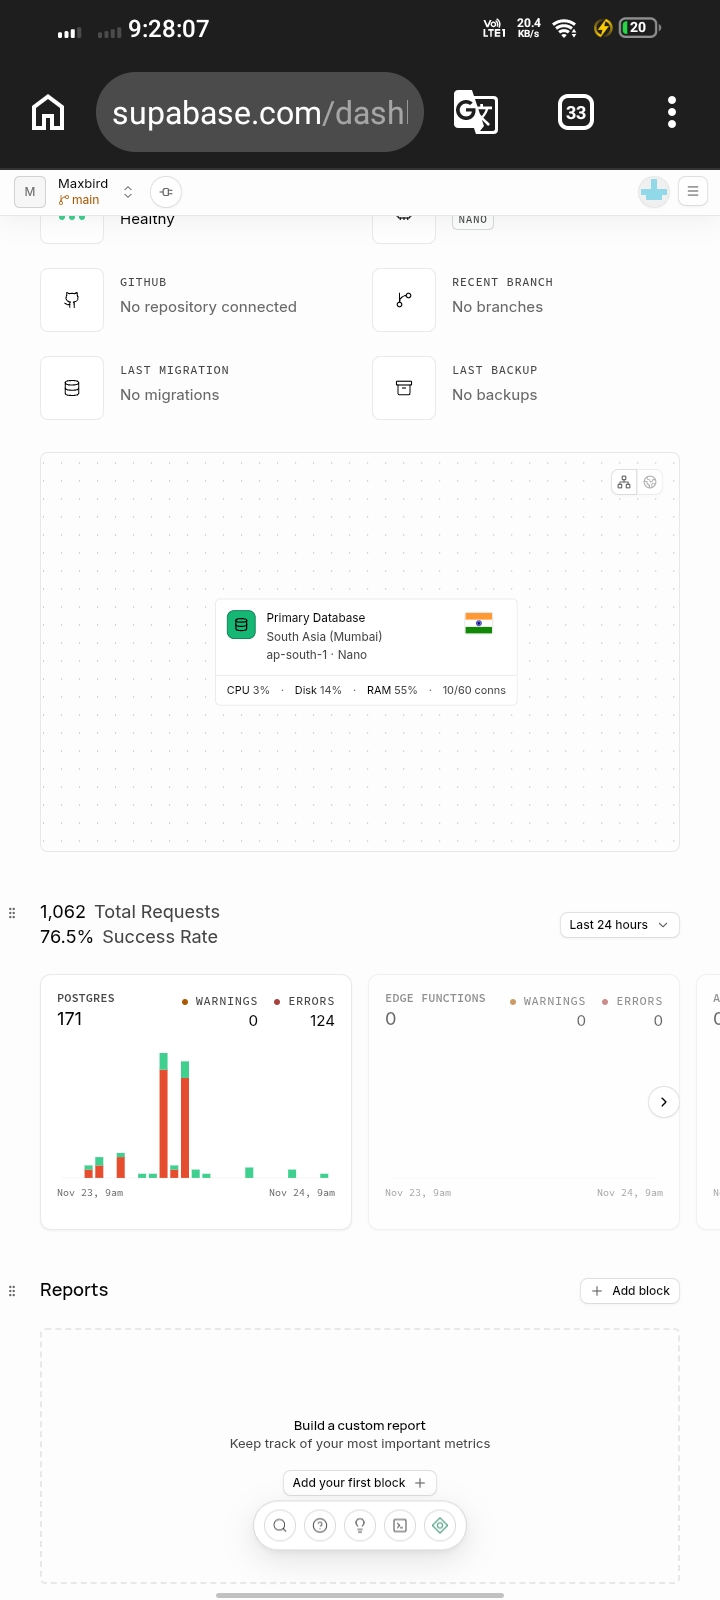 9:28:07
Vo)
LTE1
20.4
KB/s
20
supabase.com/dash
G
33
M
Maxbird
main
Healthy
NANO
GITHUB
No repository connected
RECENT BRANCH
No branches
LAST MIGRATION
No migrations
LAST BACKUP
No backups
Primary Database
South Asia (Mumbai)
ap-south-1 · Nano
CPU 3% · Disk 14% · RAM 55% · 10/60 conns
1,062 Total Requests
76.5% Success Rate
Last 24 hours
POSTGRES
171
WARNINGS
0
ERRORS
124
Nov 23, 9am
Nov 24, 9am
EDGE FUNCTIONS
0
WARNINGS
0
ERRORS
0
Nov 23, 9am
Nov 24, 9am
Reports
Add block
Build a custom report
Keep track of your most important metrics
Add your first block